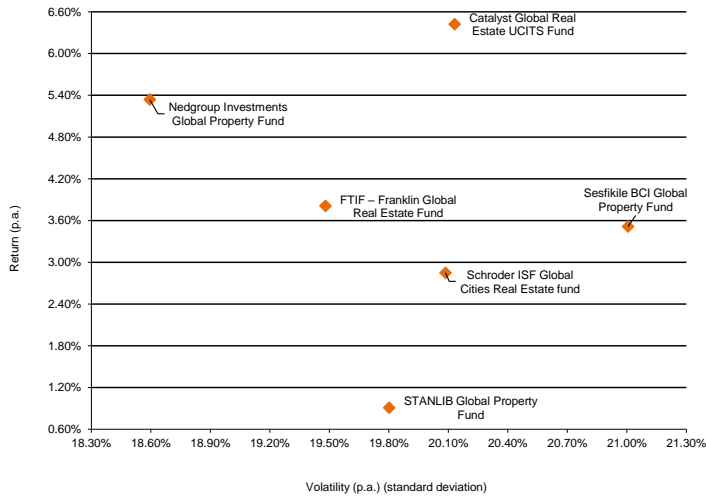 6.60%
6.00%
5.40%
4.80%
4.20%
3.60%
3.00%
2.40%
1.80%
1.20%
0.60%
Return (p.a.)
Catalyst Global Real
Estate UCITS Fund
Nedgroup Investments
Global Property Fund
FTIF – Franklin Global
Real Estate Fund
Sesfikile BCI Global
Property Fund
Schroder ISF Global
Cities Real Estate fund
STANLIB Global Property
Fund
18.30% 18.60% 18.90% 19.20% 19.50% 19.80% 20.10% 20.40% 20.70% 21.00% 21.30%
Volatility (p.a.) (standard deviation)